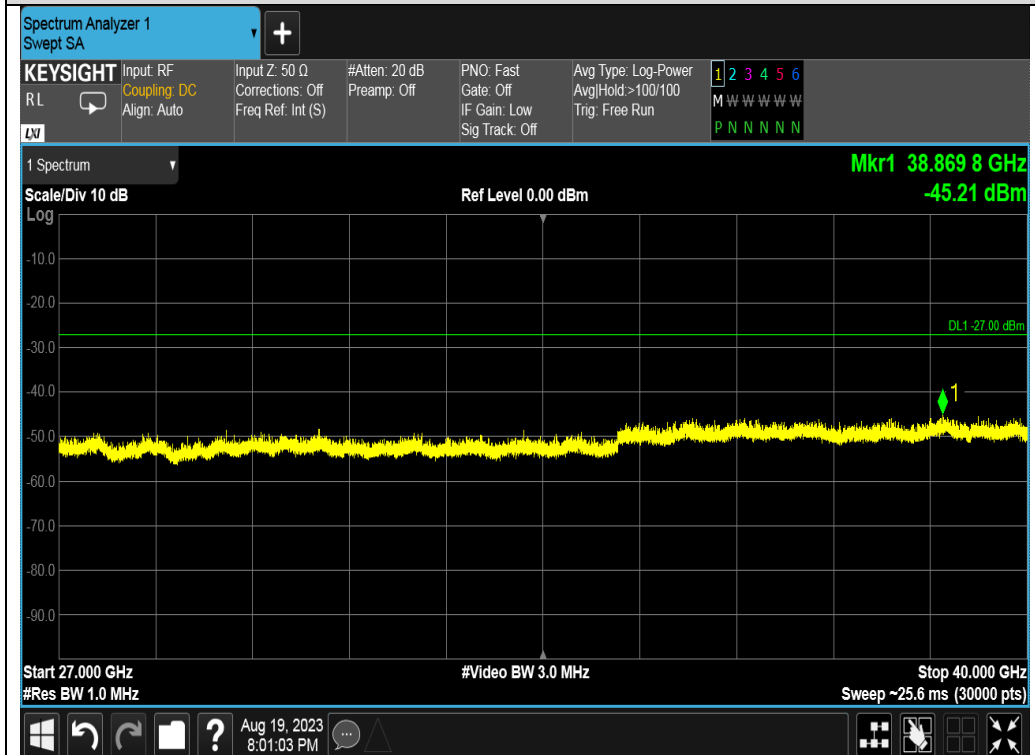 Spectrum Analyzer 1
Swept SA
+
KEYSIGHT
RL
LXI
Input: RF
Coupling: DC
Align: Auto
Input Z: 50 Ω
Corrections: Off
Freq Ref: Int (S)
#Atten: 20 dB
Preamp: Off
PNO: Fast
Gate: Off
IF Gain: Low
Sig Track: Off
Avg Type: Log-Power
Avg|Hold:>100/100
Trig: Free Run
1 2 3 4 5 6
M W W W W W
P N N N N N
1 Spectrum
Mkr1 38.869 8 GHz
Scale/Div 10 dB
Ref Level 0.00 dBm
-45.21 dBm
Log
-10.0
-20.0
DL1 -27.00 dBm
-30.0
-40.0
1
-50.0
-60.0
-70.0
-80.0
-90.0
Start 27.000 GHz
#Video BW 3.0 MHz
Stop 40.000 GHz
#Res BW 1.0 MHz
Sweep ~25.6 ms (30000 pts)
?
Aug 19, 2023
8:01:03 PM